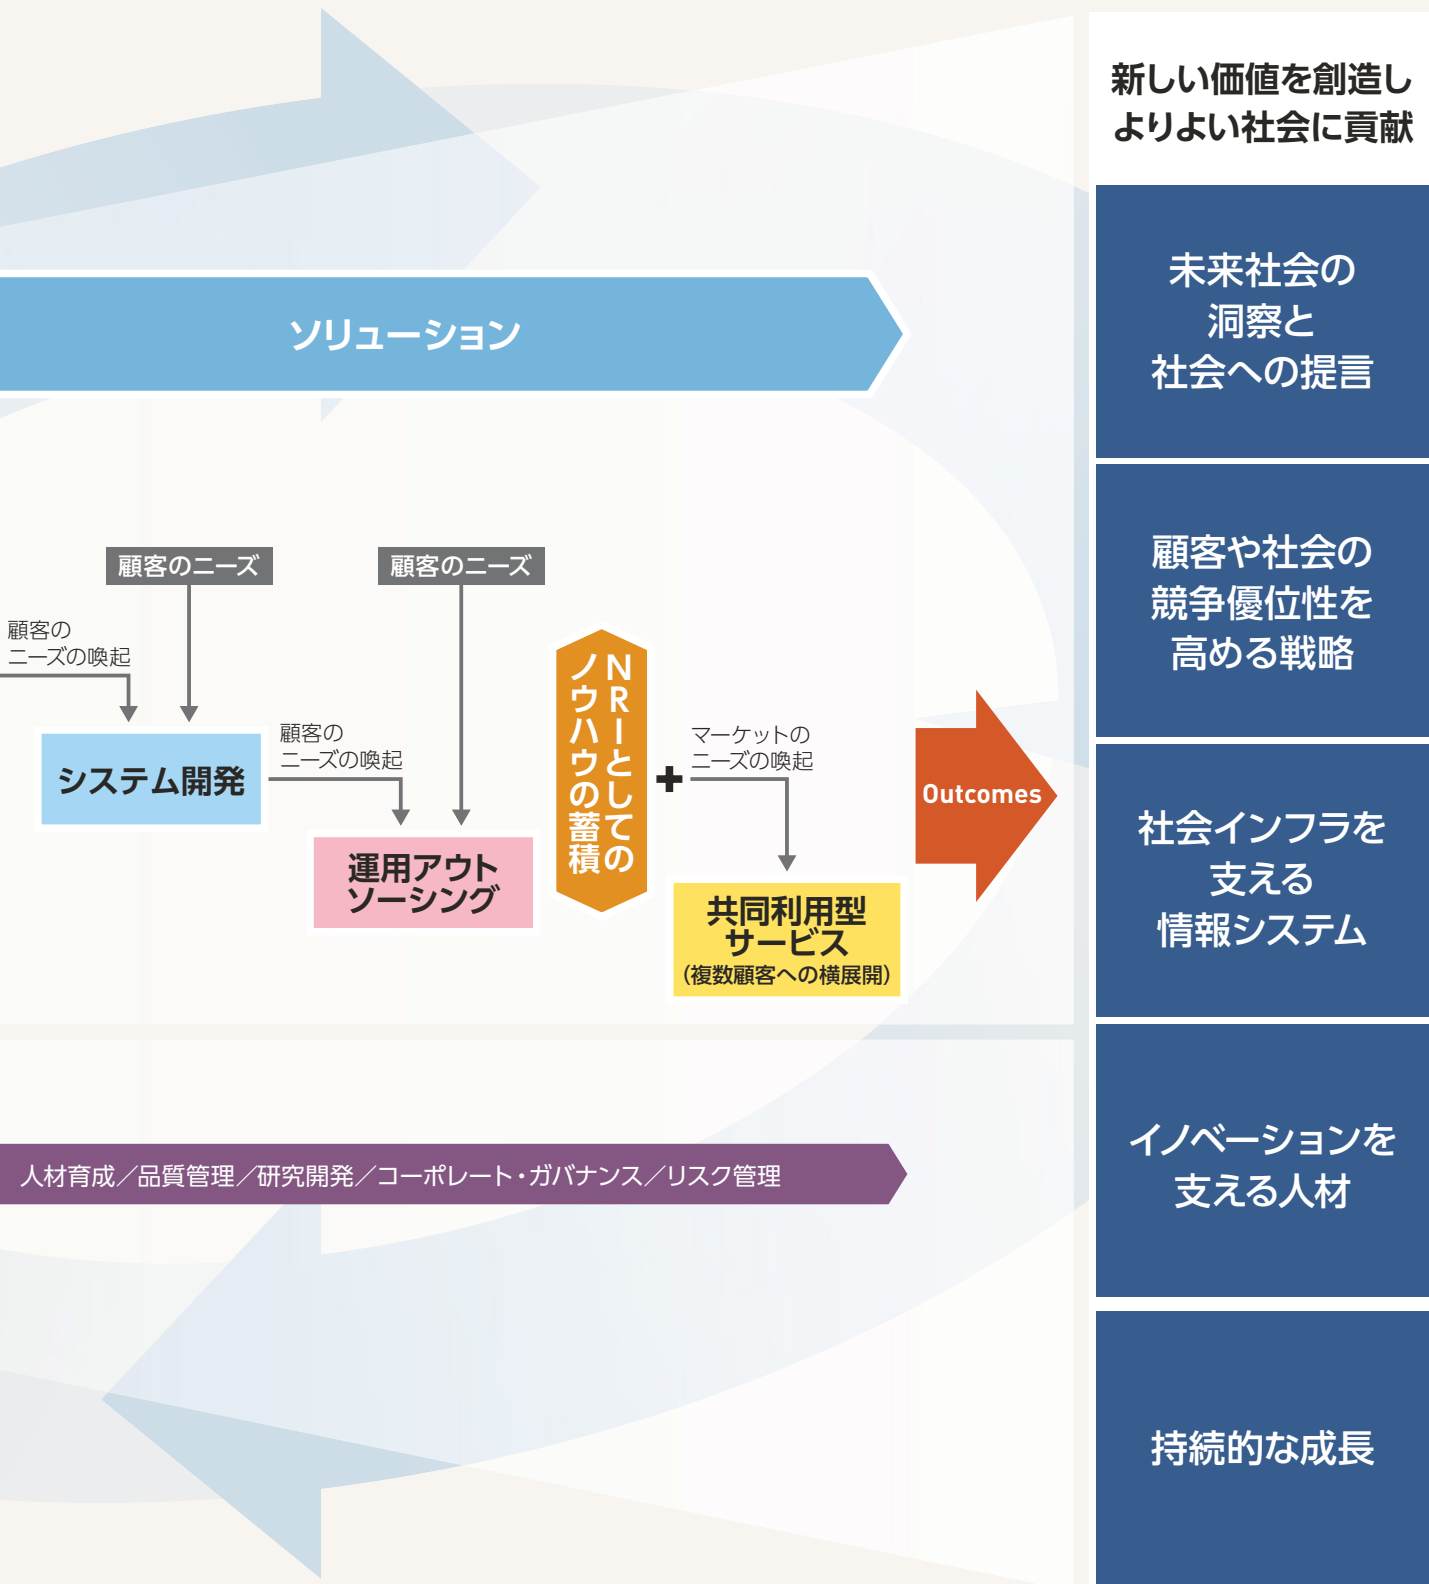 新しい価値を創造し
よりよい社会に貢献
ソリューション
顧客のニーズ
顧客のニーズ
顧客の
ニーズの喚起
システム開発
顧客の
ニーズの喚起
運用アウト
ソーシング
NRIとしての
ノウハウの蓄積
+
マーケットの
ニーズの喚起
共同利用型
サービス
(複数顧客への横展開)
Outcomes
人材育成/品質管理/研究開発/コーポレート・ガバナンス/リスク管理
未来社会の
洞察と
社会への提言
顧客や社会の
競争優位性を
高める戦略
社会インフラを
支える
情報システム
イノベーションを
支える人材
持続的な成長